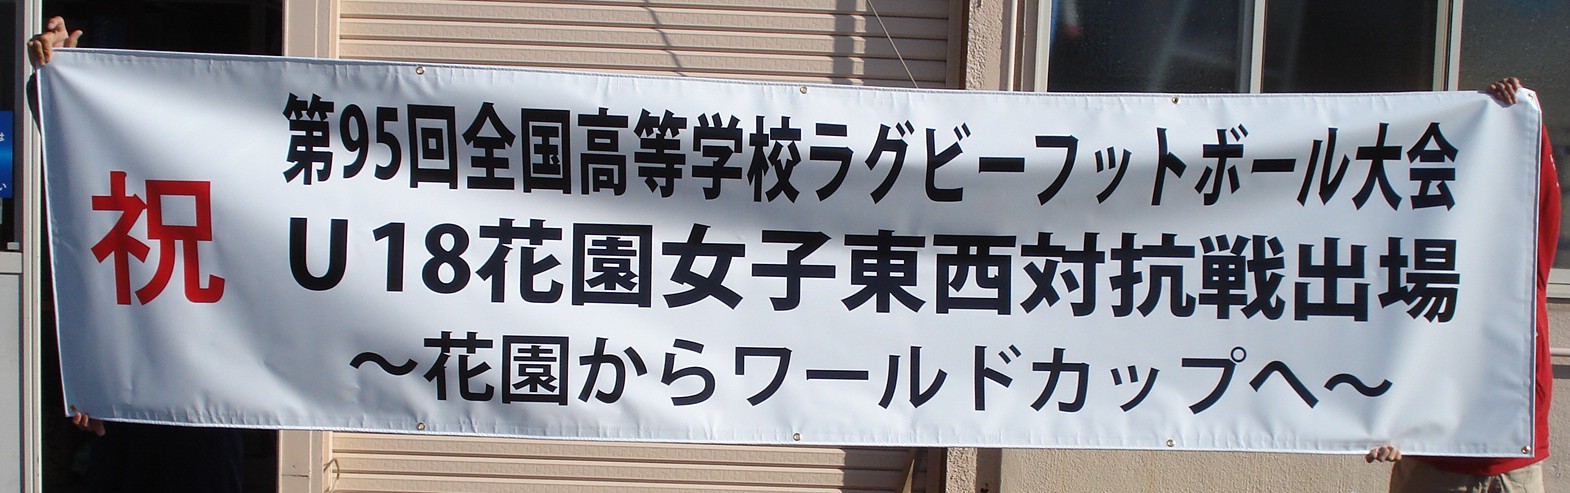 祝
第95回全国高等学校ラグビーフットボール大会
U18花園女子東西対抗戦出場
～花園からワールドカップへ～
は
い